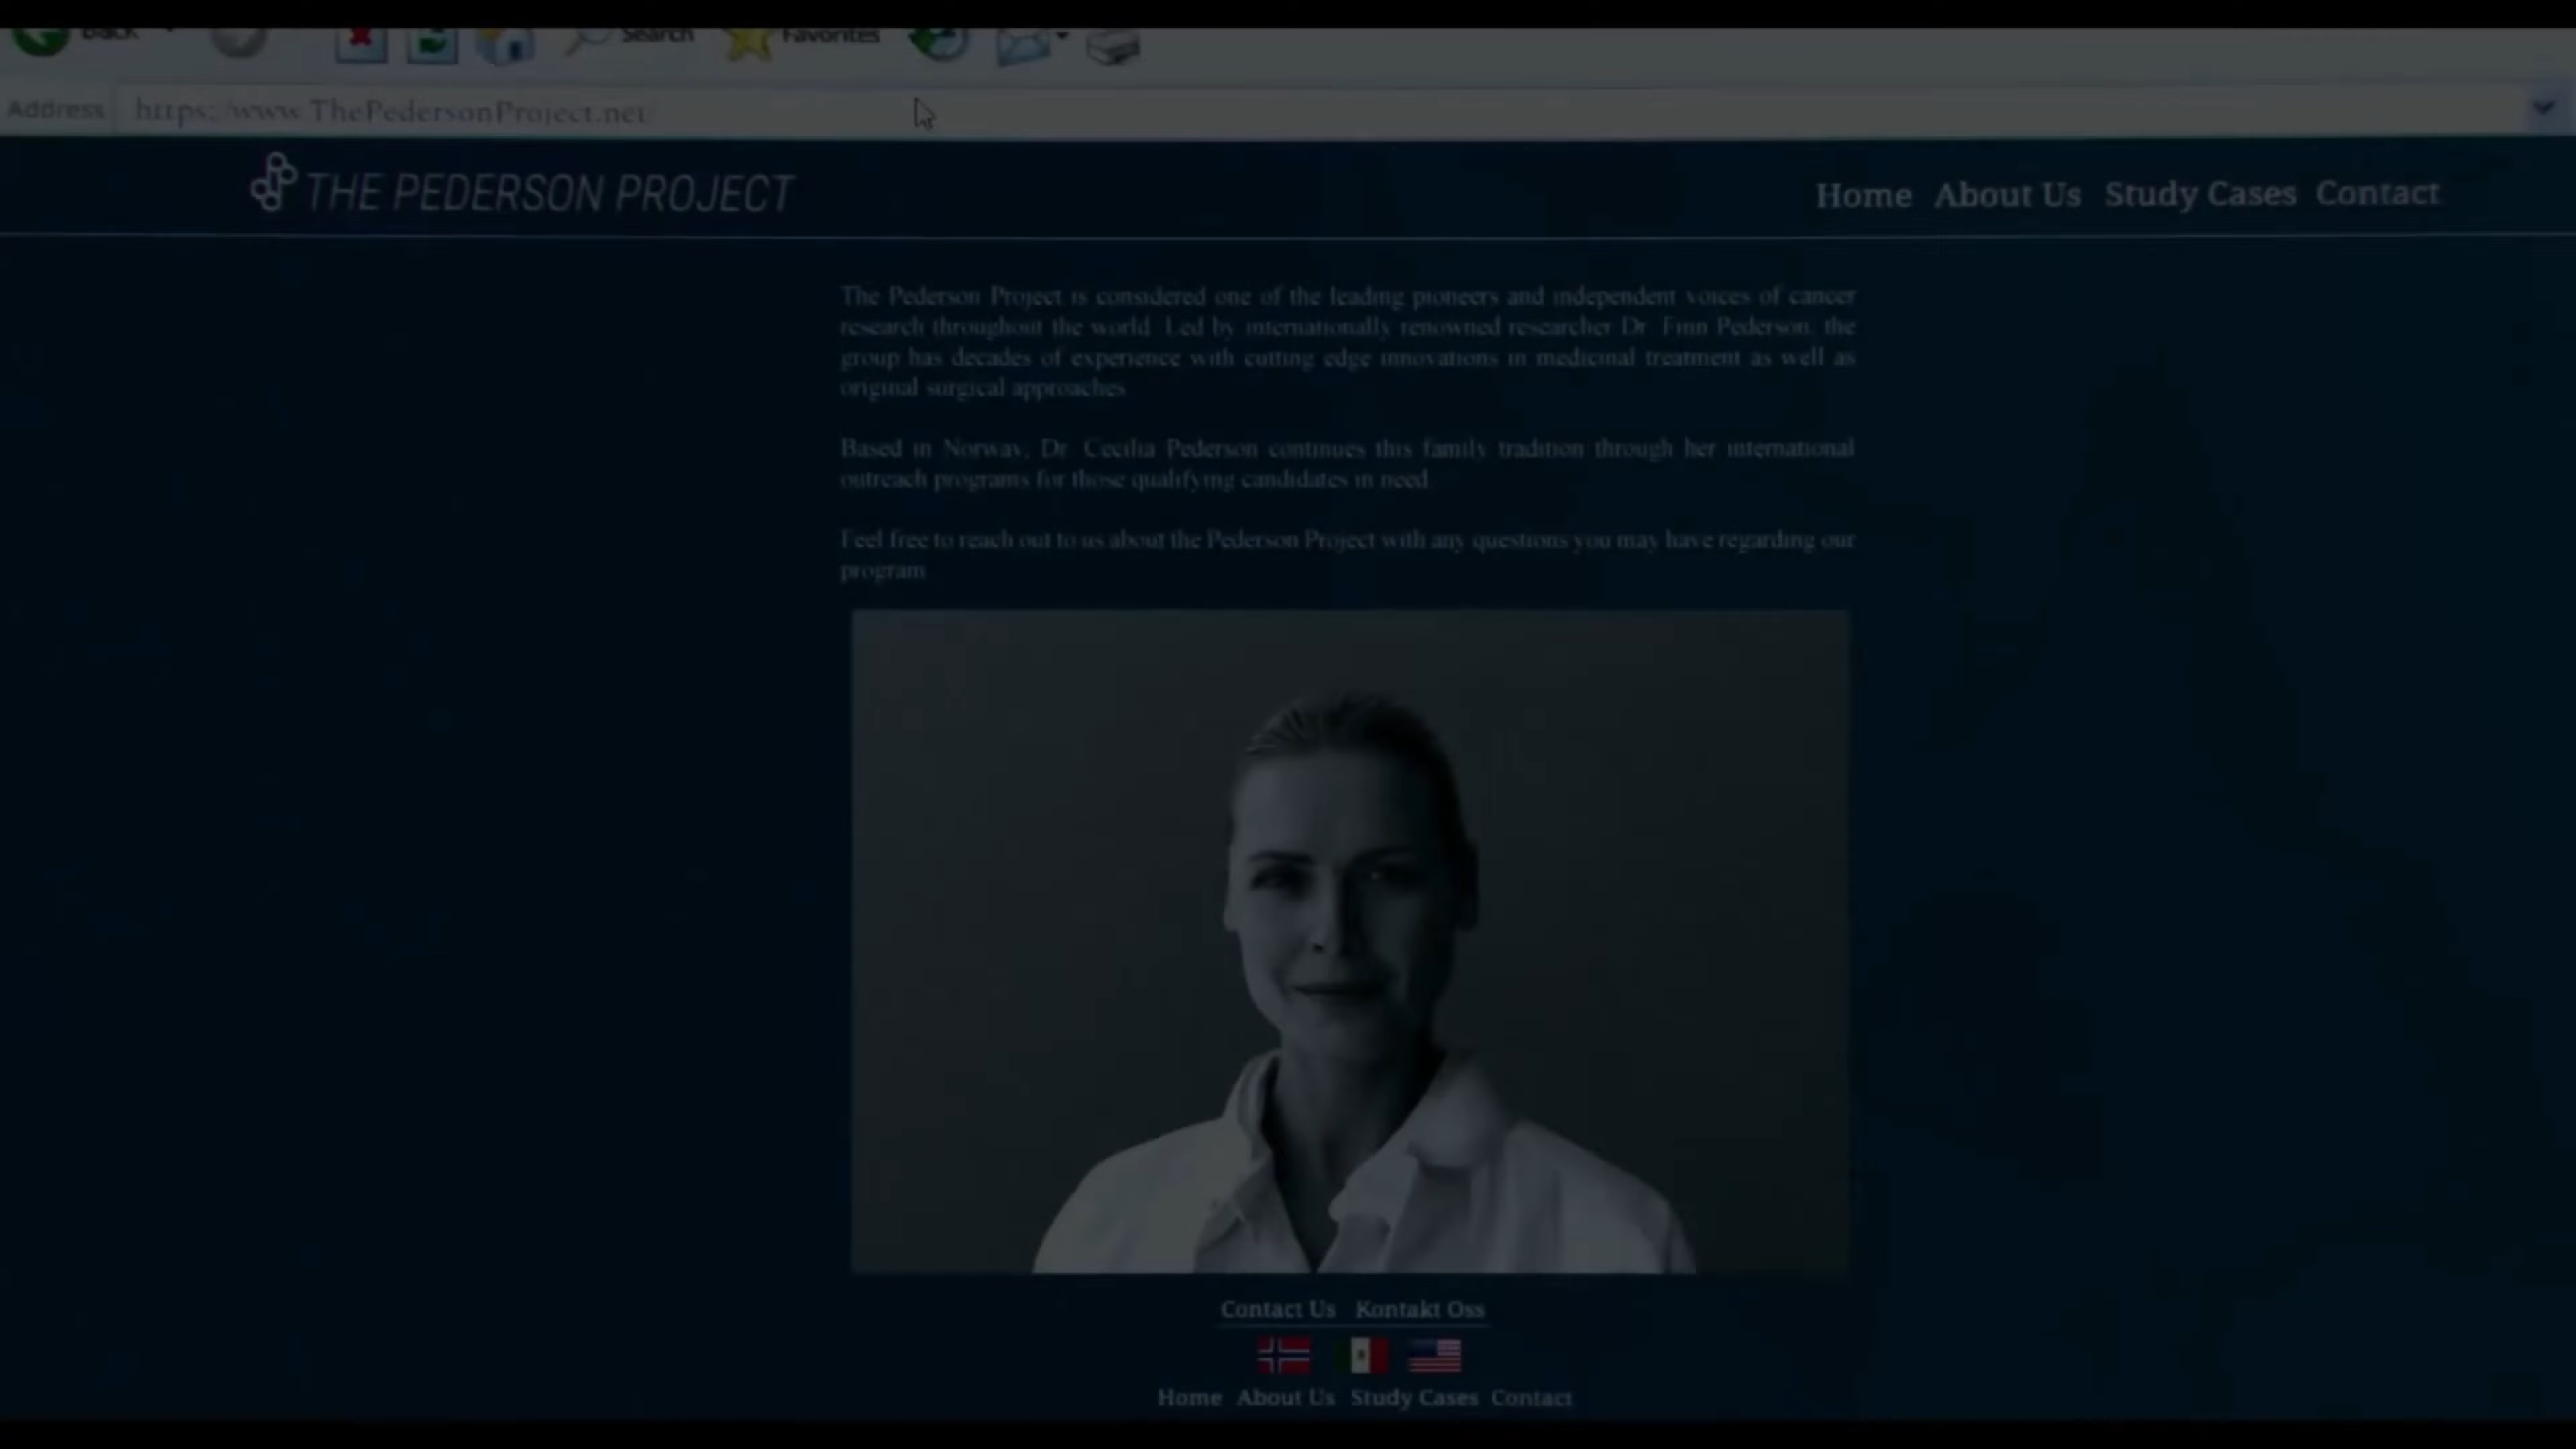 Back
Search
Favorites
Address
https://www.ThePedersonProject.net/
THE PEDERSON PROJECT
Home About Us Study Cases Contact
The Pederson Project is considered one of the leading pioneers and independent voices of cancer
research throughout the world. Led by internationally renowned researcher Dr. Finn Pederson, the
group has decades of experience with cutting edge innovations in medicinal treatment as well as
original surgical approaches.
Based in Norway, Dr. Cecilia Pederson continues this family tradition through her international
outreach programs for those qualifying candidates in need.
Feel free to reach out to us about the Pederson Project with any questions you may have regarding our
program.
Contact Us Kontakt Oss
Home About Us Study Cases Contact